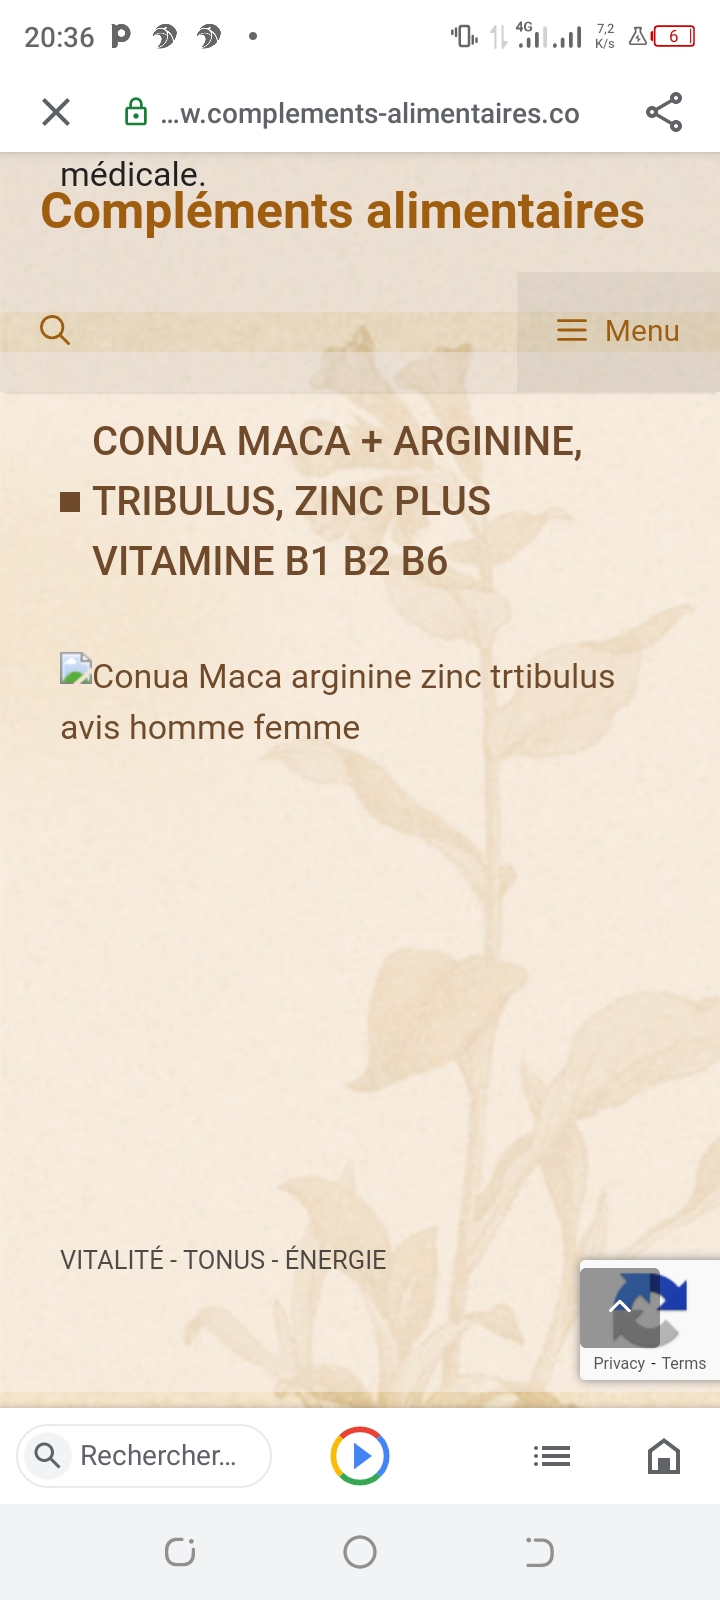 20:36
4G
7,2
K/s
6
...w.complements-alimentaires.co
médicale.
Compléments alimentaires
Menu
CONUA MACA + ARGININE,
TRIBULUS, ZINC PLUS
VITAMINE B1 B2 B6
Conua Maca arginine zinc trtibulus
avis homme femme
VITALITÉ - TONUS - ÉNERGIE
Privacy - Terms
Rechercher...